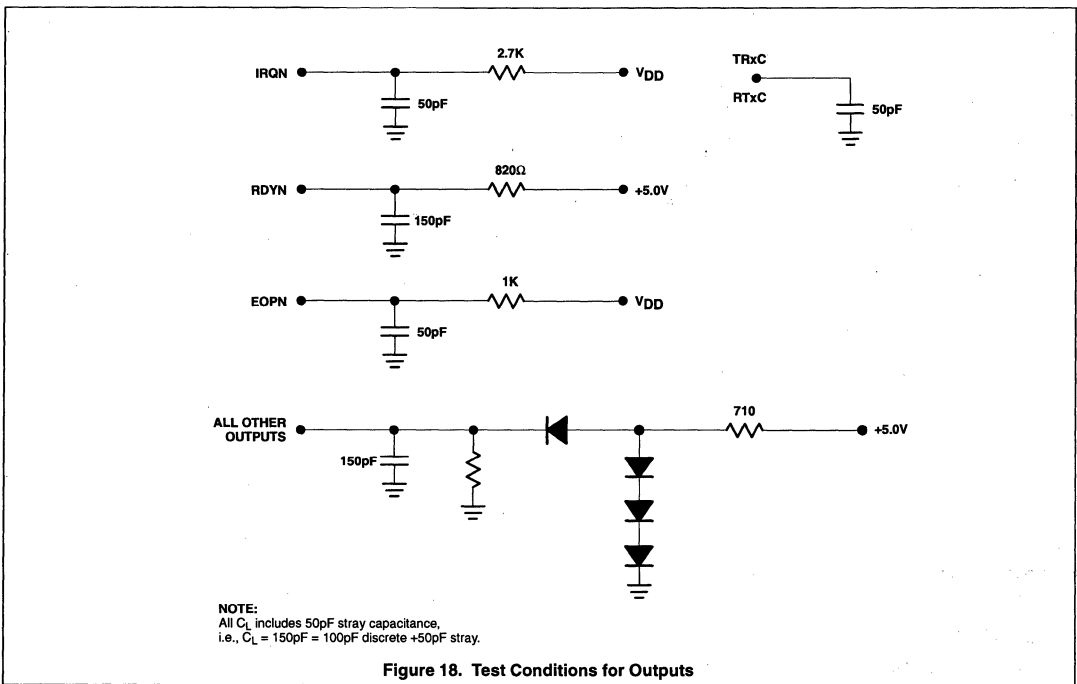 IRQN
2.7K
VDD
50pF
TRxC
RTxC
50pF
RDYN
820Ω
+5.0V
150pF
EOPN
1K
VDD
50pF
ALL OTHER
OUTPUTS
710
+5.0V
150pF
NOTE:
All CL includes 50pF stray capacitance,
i.e., CL = 150pF = 100pF discrete +50pF stray.
Figure 18. Test Conditions for Outputs